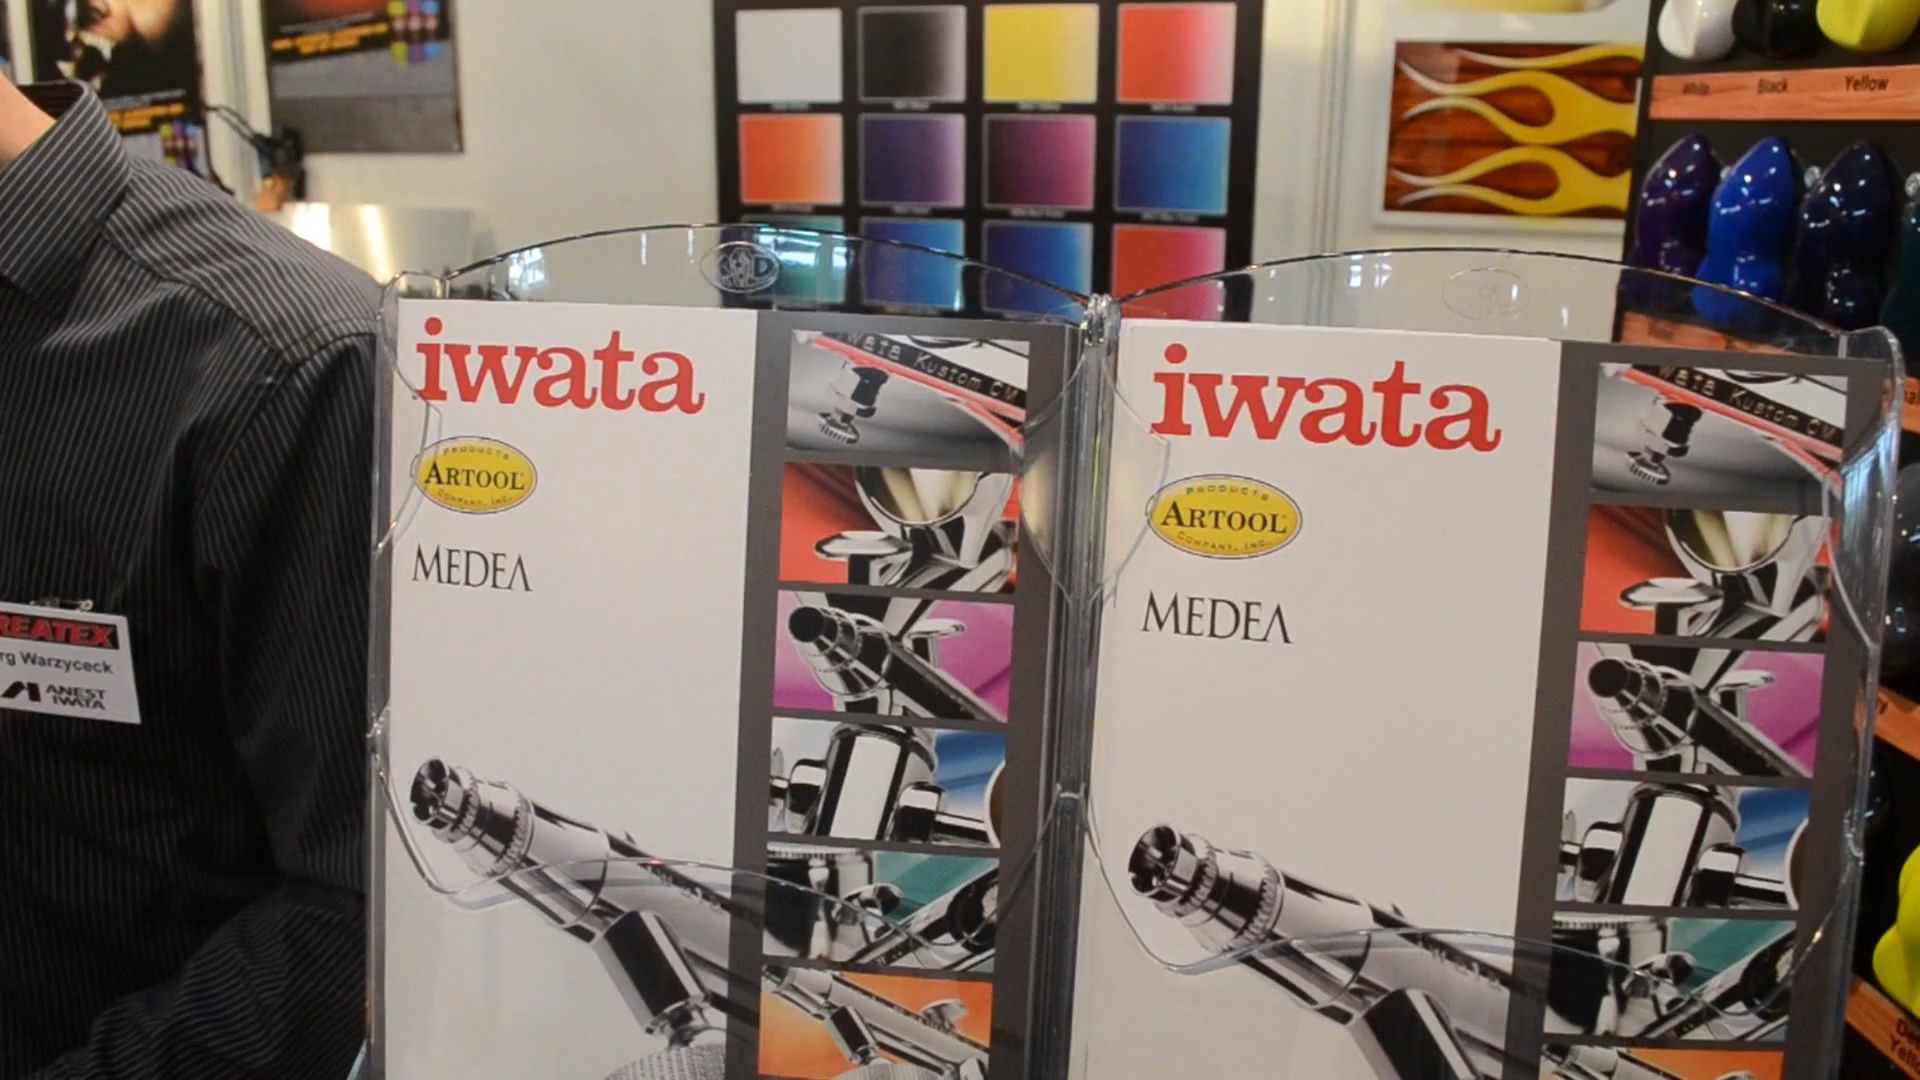 White
Black
Yellow
iwata
PRODUCTS
ARTOOL
COMPANY, INC.
MEDEA
iwata Kustom CM
iwata
PRODUCTS
ARTOOL
COMPANY, INC.
MEDEA
wata Kustom CM
REATEX
rg Warzyceck
ANEST
IWATA